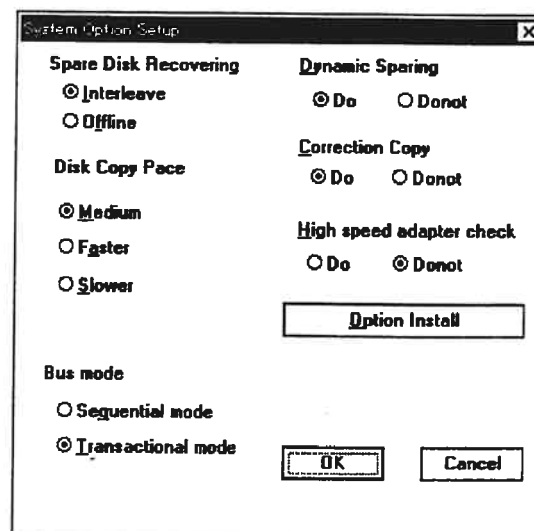 System Option Setup
Spare Disk Recovering
Interleave
Offline
Disk Copy Pace
Medium
Faster
Slower
Bus mode
Sequential mode
Transactional mode
Dynamic Sparing
Do Donot
Correction Copy
Do Donot
High speed adapter check
Do Donot
Option Install
OK Cancel